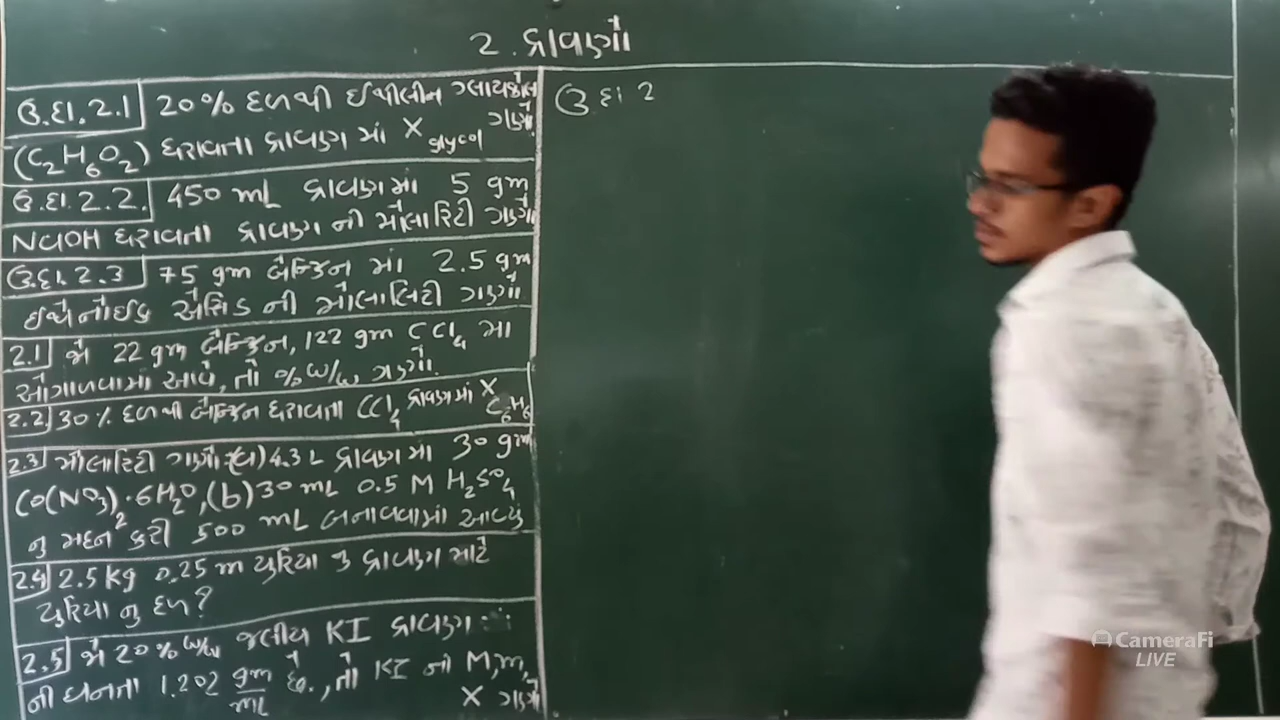 2. દ્રાવણો
ઉ.દા.2.1 20% દળથી ઈથીલીન ગ્લાયકોલ
(C₂H₆O₂) ધરાવતા દ્રાવણ માં X glycol ગણો
ઉ.દા.2.2. 450 mL દ્રાવણમાં 5 gm
NaOH ધરાવતા દ્રાવણ ની મોલારિટી ગણો
ઉ.દા.2.3 75 gm બેન્ઝિન માં 2.5 gm
ઈથેનોઈક એસિડ ની મોલાલિટી ગણો
2.1 જો 22 gm બેન્ઝિન, 122 gm CCl₄ મા
ઓગાળવામા આવે, તો % w/w ગણો.
2.2 30% દળથી બેન્ઝિન ધરાવતા CCl₄ દ્રાવણમાં X C₆H₆
2.3 મોલારિટી ગણો (a) 4.3 L દ્રાવણમા 30 gm
Co(NO₃)₂·6H₂O, (b) 30 mL 0.5 M H₂SO₄
નુ મંદન કરી 500 mL બનાવવામાં આવ્યુ
2.4 2.5 kg 0.25 m યુરિયા નુ દ્રાવણ માટે
યુરિયા નુ દળ?
2.5 જો 20% w/w જલીય KI દ્રાવણ
ની ઘનતા 1.202 gm/mL છે, તો KI ની M, m,
X ગણો
ઉ દા 2
CameraFi
LIVE